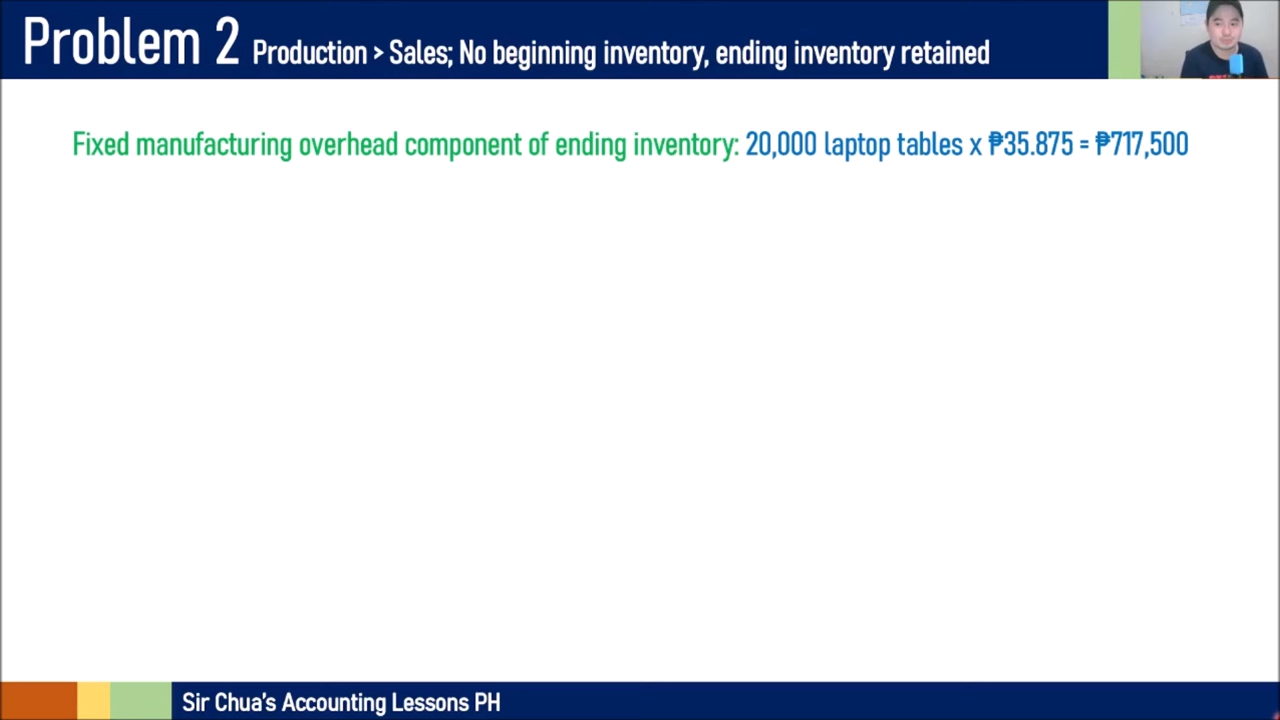 Problem 2 Production > Sales; No beginning inventory, ending inventory retained
Fixed manufacturing overhead component of ending inventory: 20,000 laptop tables x ₱35.875 = ₱717,500
Sir Chua's Accounting Lessons PH